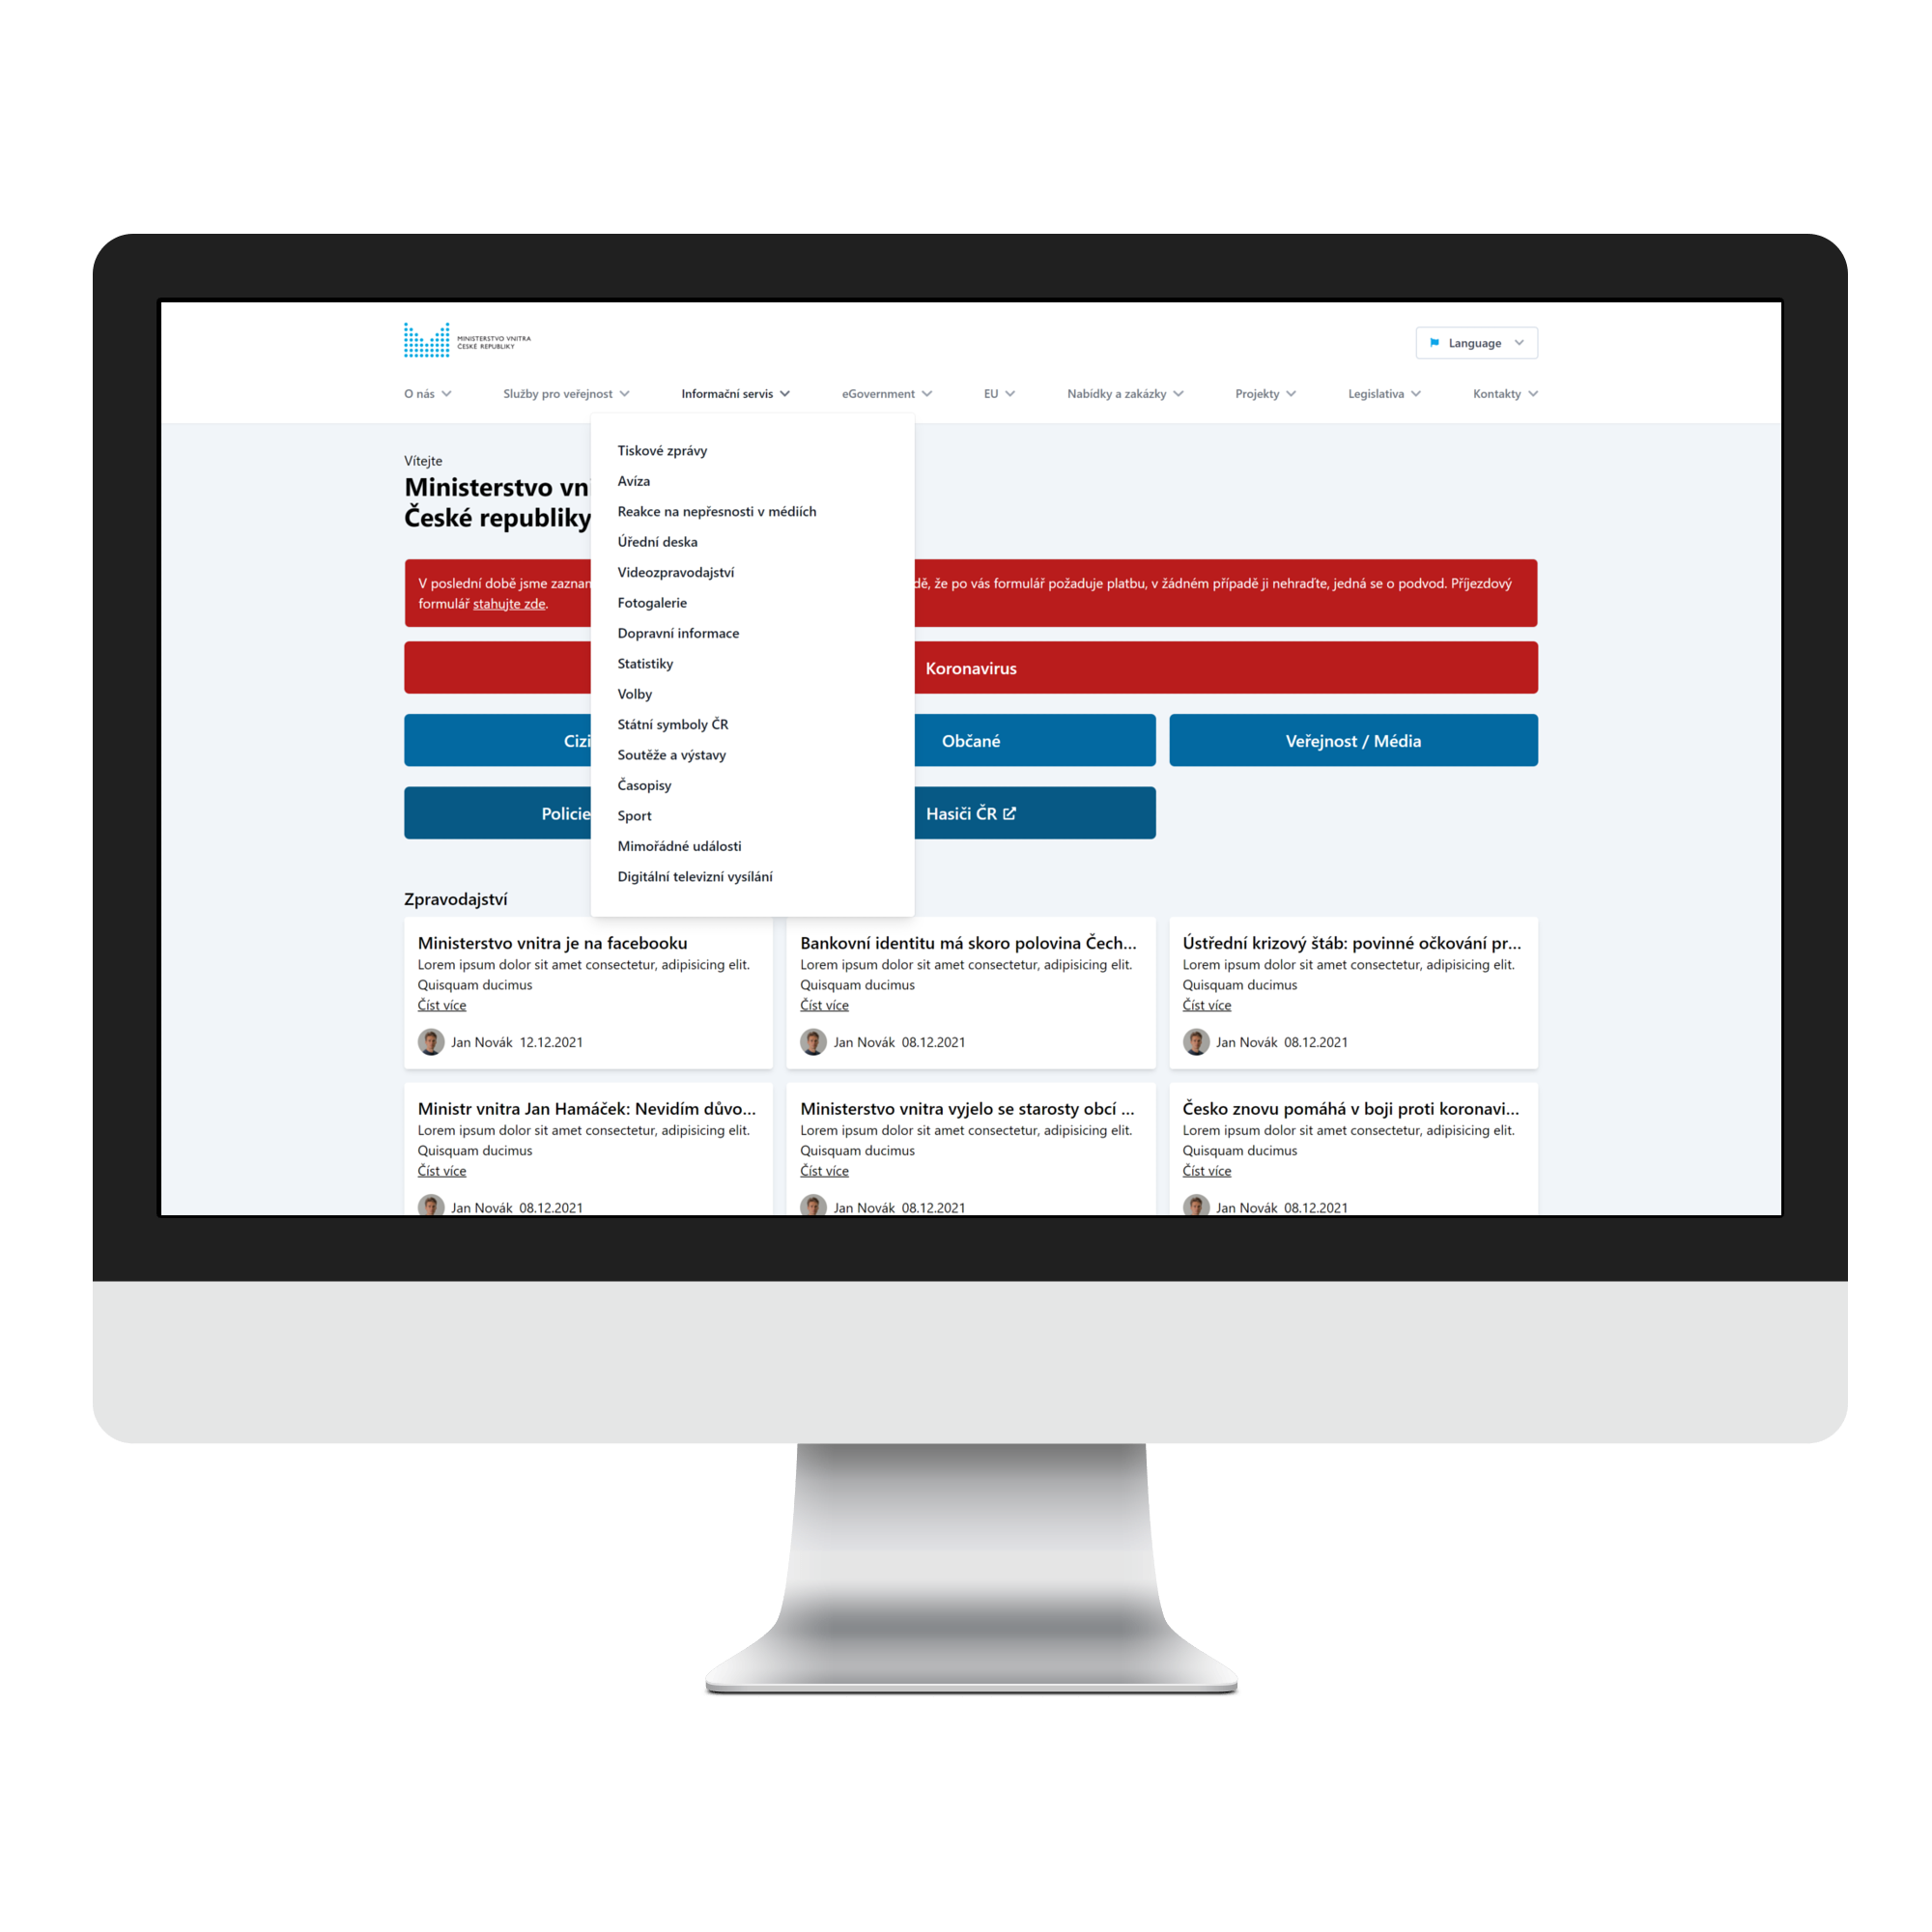 MINISTERSTVO VNITRA
ČESKÉ REPUBLIKY
Language
O nás
Služby pro veřejnost
Informační servis
eGovernment
EU
Nabídky a zakázky
Projekty
Legislativa
Kontakty
Tiskové zprávy
Avíza
Reakce na nepřesnosti v médiích
Úřední deska
Videozpravodajství
Fotogalerie
Dopravní informace
Statistiky
Volby
Státní symboly ČR
Soutěže a výstavy
Časopisy
Sport
Mimořádné události
Digitální televizní vysílání
Vítejte
Ministerstvo
České republiky
V poslední době jsme
že po vás formulář požaduje platbu, v žádném případě ji nehraďte, jedná se o podvod. Příjezdový
formulář stahujte zde.
Koronavirus
Občané
Veřejnost / Média
Policie
Hasiči ČR
Zpravodajství
Ministerstvo vnitra je na facebooku
Lorem ipsum dolor sit amet consectetur, adipisicing elit.
Quisquam ducimus
Číst více
Jan Novák 12.12.2021
Bankovní identitu má skoro polovina Čech...
Lorem ipsum dolor sit amet consectetur, adipisicing elit.
Quisquam ducimus
Číst více
Jan Novák 08.12.2021
Ústřední krizový štáb: povinné očkování pr...
Lorem ipsum dolor sit amet consectetur, adipisicing elit.
Quisquam ducimus
Číst více
Jan Novák 08.12.2021
Ministr vnitra Jan Hamáček: Nevidím důvo...
Lorem ipsum dolor sit amet consectetur, adipisicing elit.
Quisquam ducimus
Číst více
Jan Novák 08.12.2021
Ministerstvo vnitra vyjelo se starosty obcí ...
Lorem ipsum dolor sit amet consectetur, adipisicing elit.
Quisquam ducimus
Číst více
Jan Novák 08.12.2021
Česko znovu pomáhá v boji proti koronavi...
Lorem ipsum dolor sit amet consectetur, adipisicing elit.
Quisquam ducimus
Číst více
Jan Novák 08.12.2021